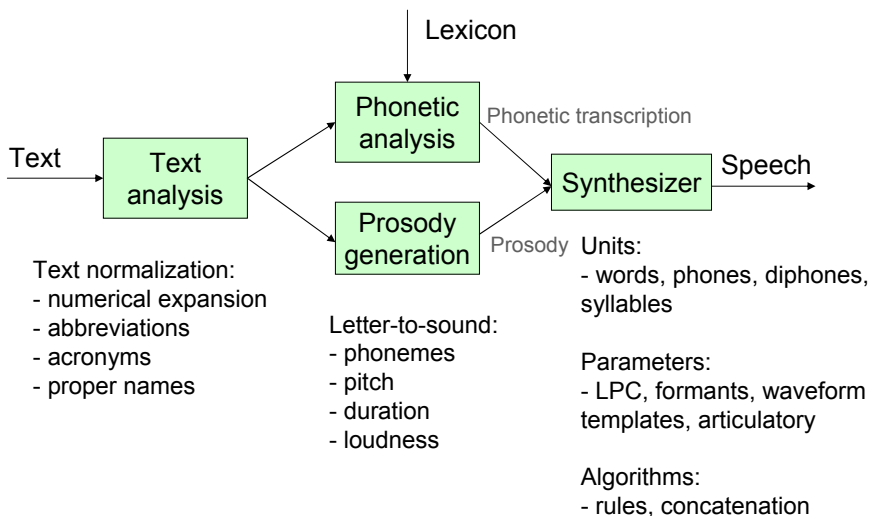 Lexicon
Phonetic
analysis
Phonetic transcription
Text
Text
analysis
Synthesizer
Speech
Prosody
generation
Prosody
Text normalization:
- numerical expansion
- abbreviations
- acronyms
- proper names
Letter-to-sound:
- phonemes
- pitch
- duration
- loudness
Units:
- words, phones, diphones,
syllables
Parameters:
- LPC, formants, waveform
templates, articulatory
Algorithms:
- rules, concatenation